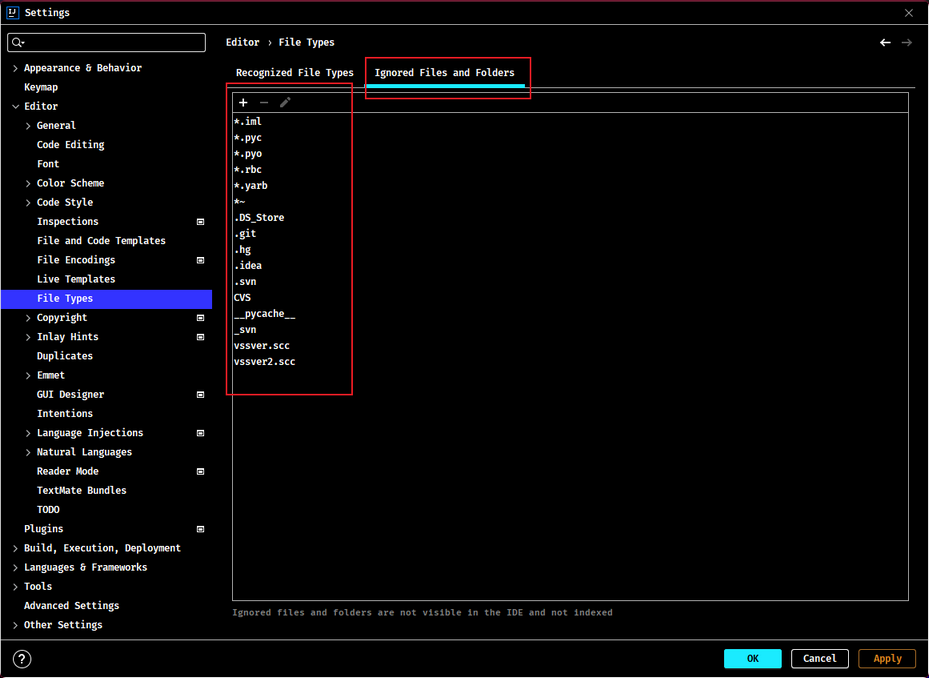 IJ Settings
Editor › File Types
Recognized File Types
Ignored Files and Folders
Appearance & Behavior
Keymap
Editor
General
Code Editing
Font
Color Scheme
Code Style
Inspections
File and Code Templates
File Encodings
Live Templates
File Types
Copyright
Inlay Hints
Duplicates
Emmet
GUI Designer
Intentions
Language Injections
Natural Languages
Reader Mode
TextMate Bundles
TODO
Plugins
Build, Execution, Deployment
Languages & Frameworks
Tools
Advanced Settings
Other Settings
*.iml
*.pyc
*.pyo
*.rbc
*.yarb
*~
.DS_Store
.git
.hg
.idea
.svn
CVS
__pycache__
_svn
vssver.scc
vssver2.scc
Ignored files and folders are not visible in the IDE and not indexed
?
OK
Cancel
Apply